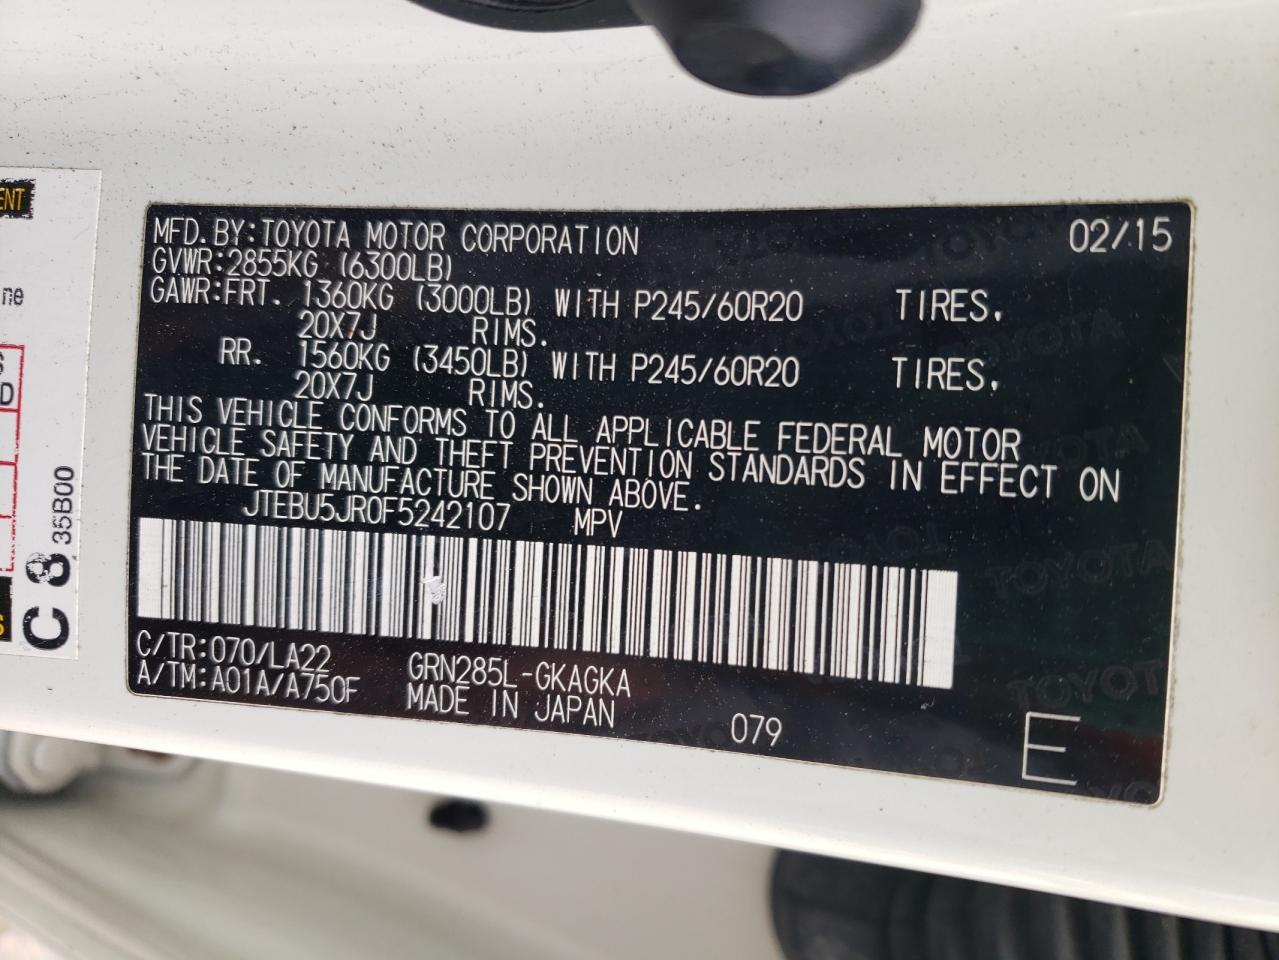 MFD. BY: TOYOTA MOTOR CORPORATION 02/15
GVWR: 2855KG (6300LB)
GAWR: FRT. 1360KG (3000LB) WITH P245/60R20 TIRES,
20X7J RIMS.
RR. 1560KG (3450LB) WITH P245/60R20 TIRES,
20X7J RIMS.
THIS VEHICLE CONFORMS TO ALL APPLICABLE FEDERAL MOTOR
VEHICLE SAFETY AND THEFT PREVENTION STANDARDS IN EFFECT ON
THE DATE OF MANUFACTURE SHOWN ABOVE.
JTEBU5JR0F5242107 MPV
C/TR: 070/LA22 GRN285L-GKAGKA
A/TM: A01A/A750F MADE IN JAPAN 079 E
ENT
ne
S
D
C 8 35B00
S